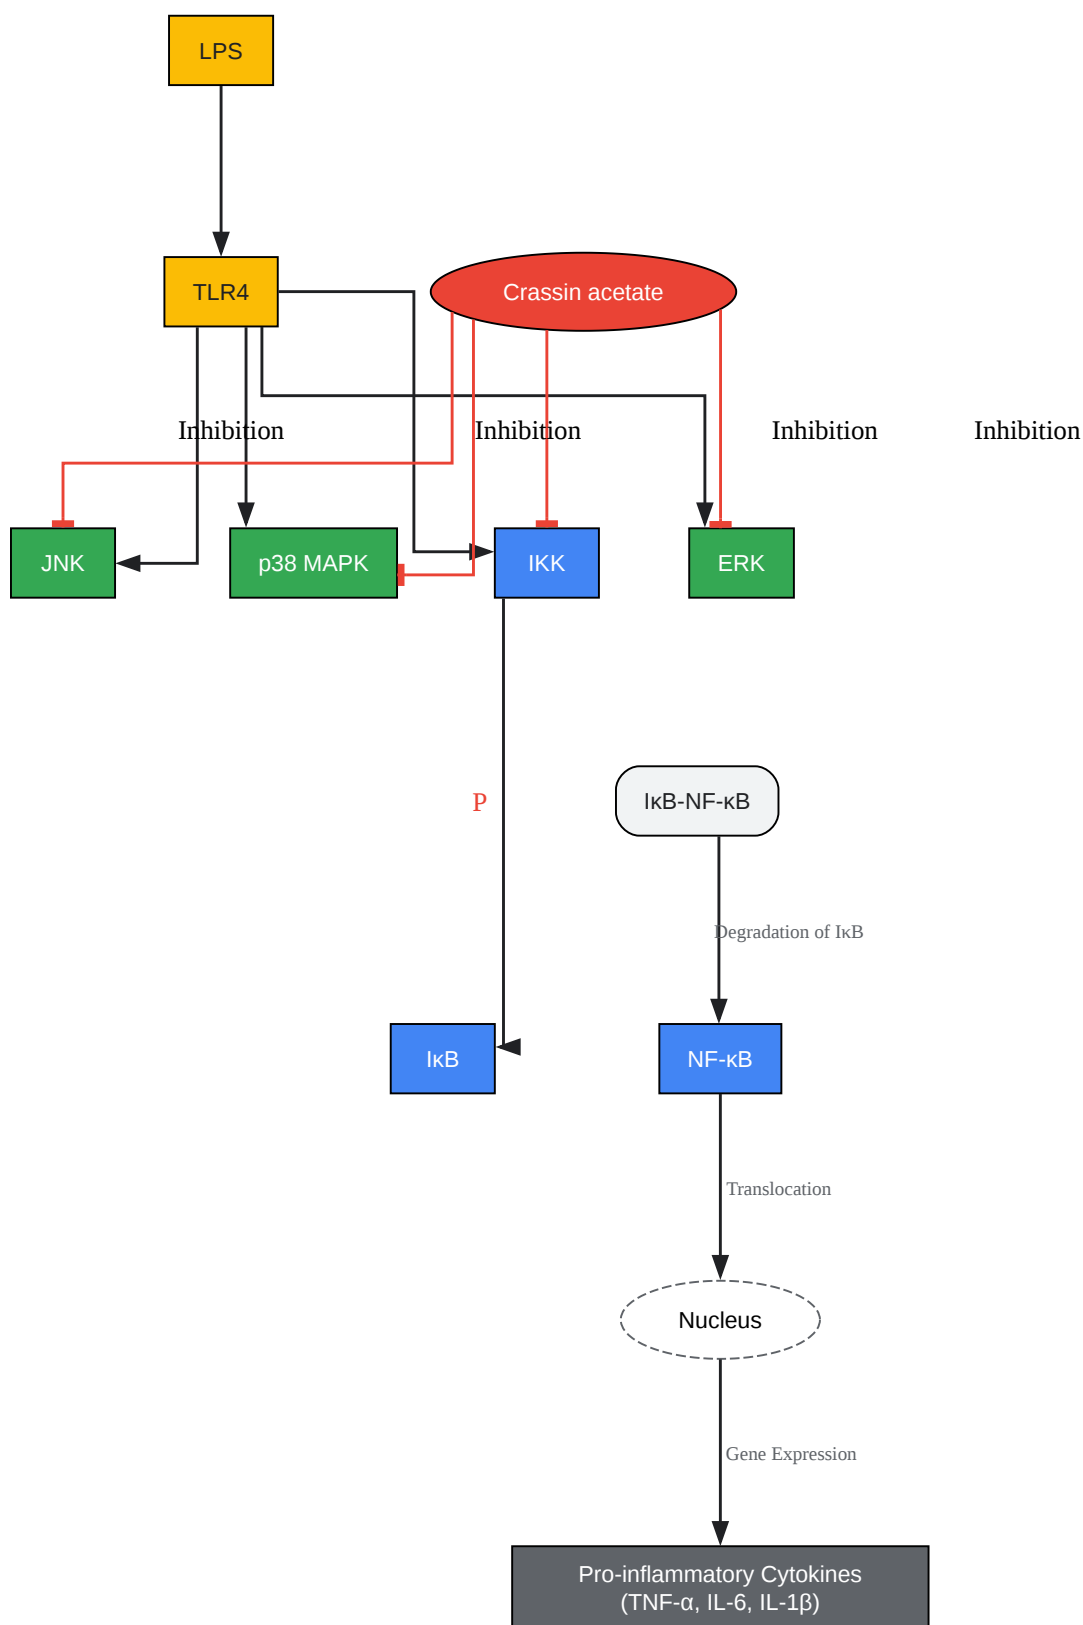 LPS
TLR4
Crassin acetate
Inhibition
Inhibition
Inhibition
Inhibition
JNK
p38 MAPK
IKK
ERK
P
IκB-NF-κB
Degradation of IκB
IκB
NF-κB
Translocation
Nucleus
Gene Expression
Pro-inflammatory Cytokines
(TNF-α, IL-6, IL-1β)